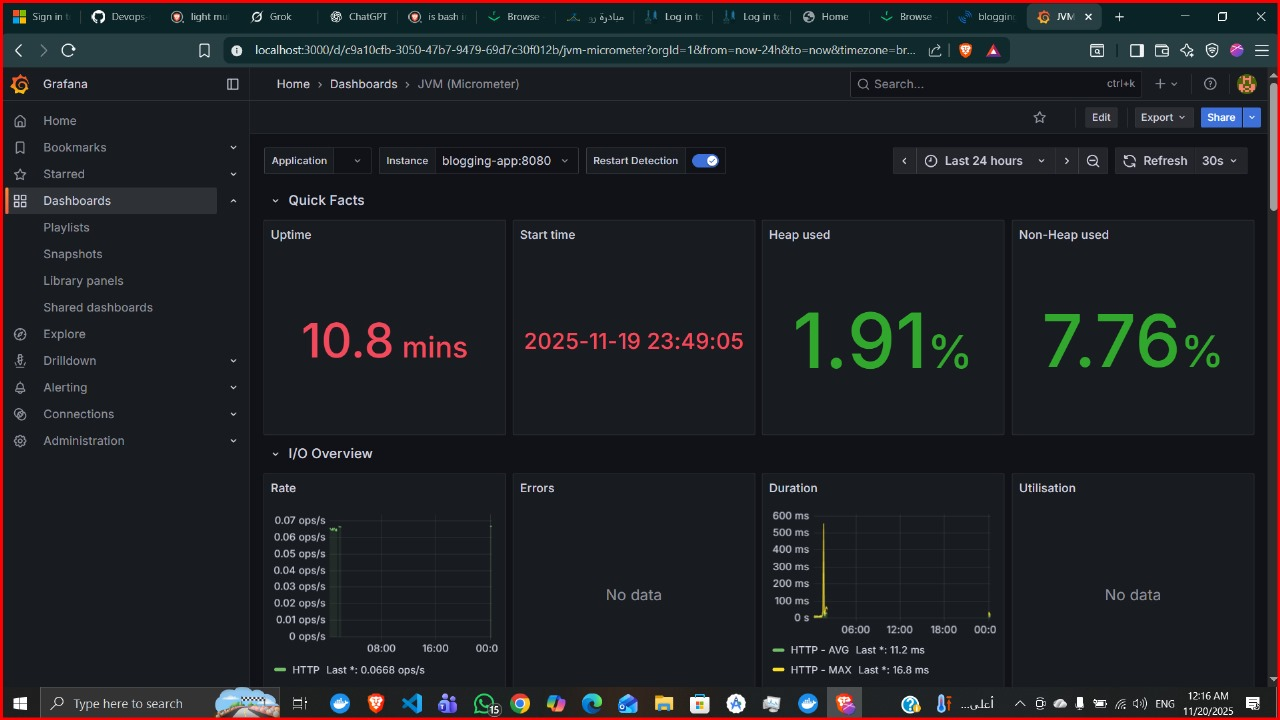 Sign in to
Devops-
light mul
Grok
ChatGPT
is bash in
Browse
مبادرة رو
Log in to
Log in to
Home
Browse
blogging
JVM
localhost:3000/d/c9a10cfb-3050-47b7-9479-69d7c30f012b/jvm-micrometer?orgId=1&from=now-24h&to=now&timezone=br...
Grafana
Home › Dashboards › JVM (Micrometer)
Search...
ctrl+k
Home
Bookmarks
Starred
Dashboards
Playlists
Snapshots
Library panels
Shared dashboards
Explore
Drilldown
Alerting
Connections
Administration
Edit
Export
Share
Application
Instance
blogging-app:8080
Restart Detection
Last 24 hours
Refresh
30s
Quick Facts
Uptime
10.8 mins
Start time
2025-11-19 23:49:05
Heap used
1.91%
Non-Heap used
7.76%
I/O Overview
Rate
0.07 ops/s
0.06 ops/s
0.05 ops/s
0.04 ops/s
0.03 ops/s
0.02 ops/s
0.01 ops/s
0 ops/s
08:00
16:00
00:0
HTTP Last *: 0.0668 ops/s
Errors
No data
Duration
600 ms
500 ms
400 ms
300 ms
200 ms
100 ms
0 s
06:00
12:00
18:00
00:0
HTTP - AVG Last *: 11.2 ms
HTTP - MAX Last *: 16.8 ms
Utilisation
No data
Type here to search
15
أعلى...
ENG
12:16 AM
11/20/2025